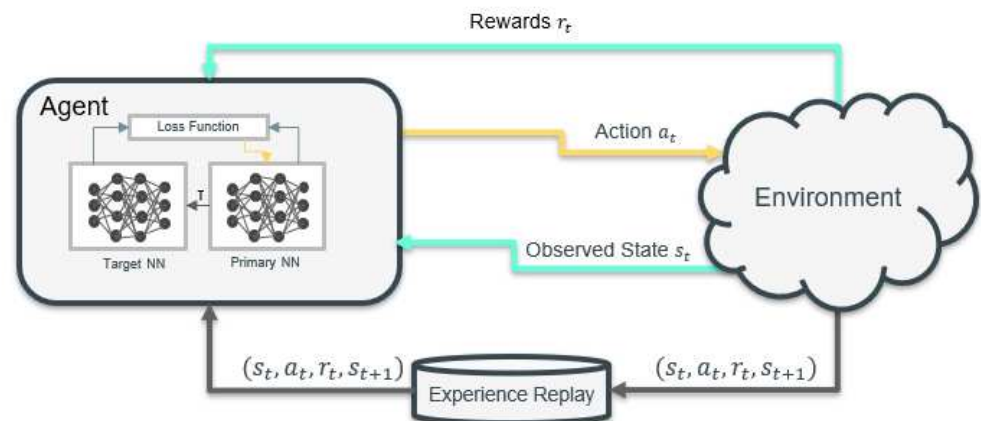 Rewards r_t
Agent
Loss Function
Action a_t
Environment
T
Target NN
Primary NN
Observed State s_t
(s_t, a_t, r_t, s_{t+1})
(s_t, a_t, r_t, s_{t+1})
Experience Replay